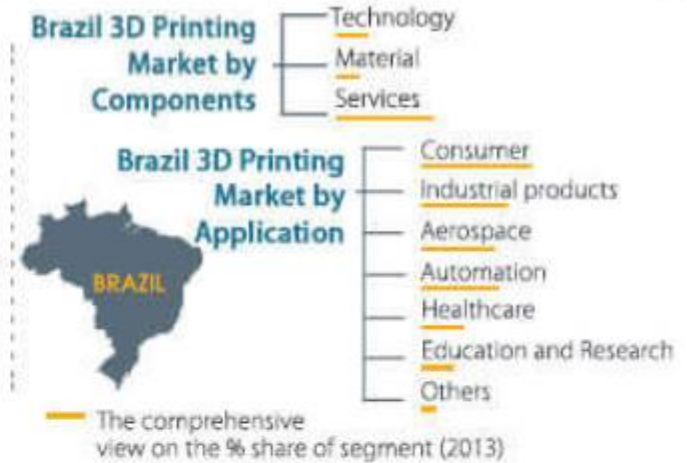 Brazil 3D Printing
Market by
Components
Technology
Material
Services
Brazil 3D Printing
Market by
Application
Consumer
Industrial products
Aerospace
Automation
Healthcare
Education and Research
Others
BRAZIL
The comprehensive
view on the % share of segment (2013)